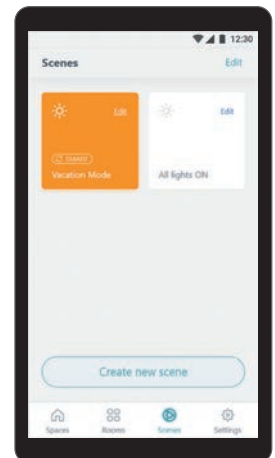 12:30
Scenes Edit
Edit Edit
Vacation Mode All lights ON
Create new scene
Spaces Rooms Scenes Settings